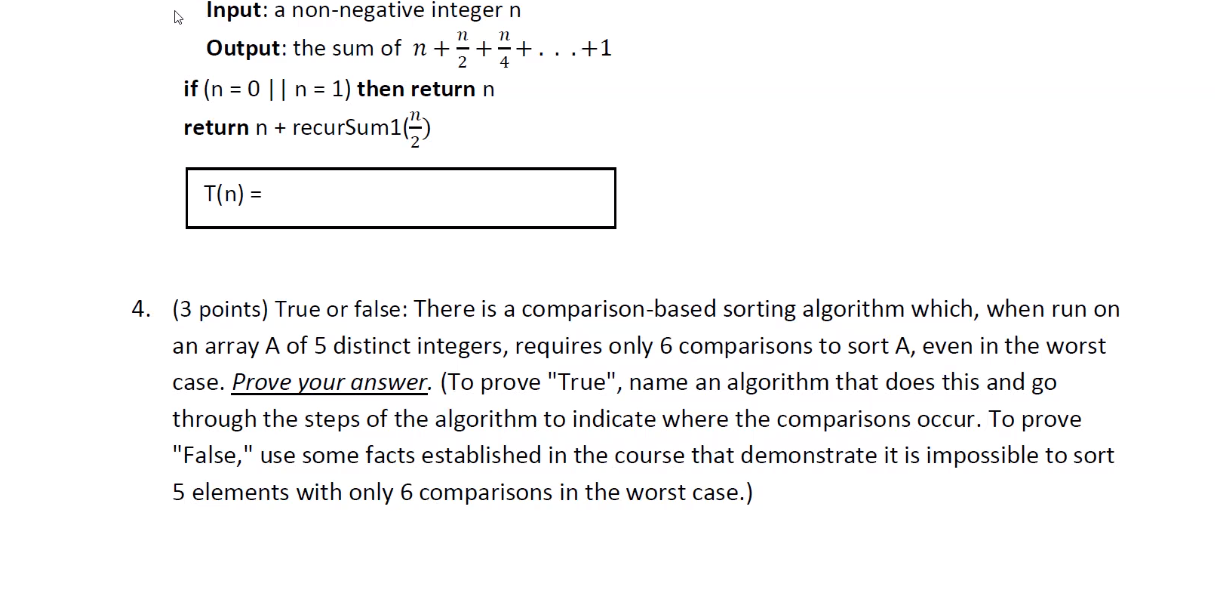 Input: a non-negative integer n
Output: the sum of n + n/2 + n/4 + . . . +1
if (n = 0 || n = 1) then return n
return n + recurSum1(n/2)
T(n) =
4. (3 points) True or false: There is a comparison-based sorting algorithm which, when run on
an array A of 5 distinct integers, requires only 6 comparisons to sort A, even in the worst
case. Prove your answer. (To prove "True", name an algorithm that does this and go
through the steps of the algorithm to indicate where the comparisons occur. To prove
"False," use some facts established in the course that demonstrate it is impossible to sort
5 elements with only 6 comparisons in the worst case.)